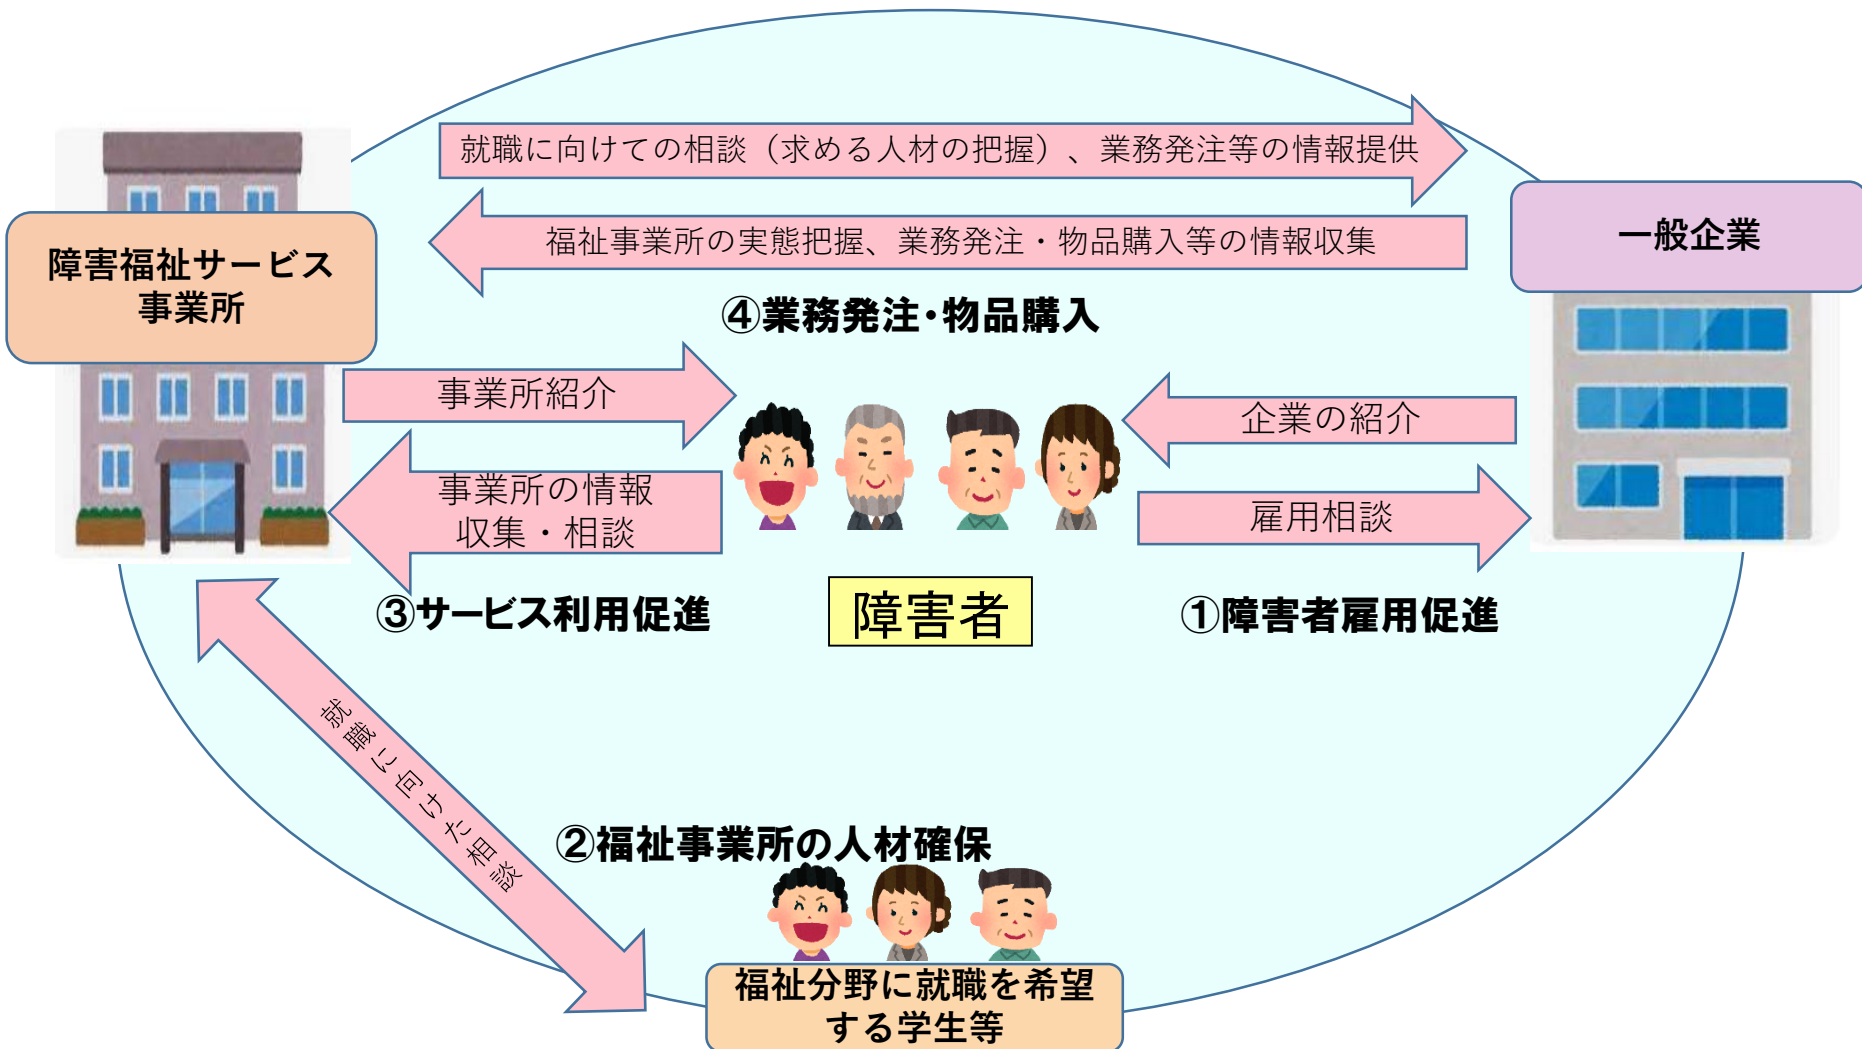 就職に向けての相談（求める人材の把握）、業務発注等の情報提供
福祉事業所の実態把握、業務発注・物品購入等の情報収集
一般企業
障害福祉サービス
事業所
④業務発注・物品購入
事業所紹介
企業の紹介
事業所の情報
収集・相談
雇用相談
③サービス利用促進
障害者
①障害者雇用促進
就職に向けた相談
②福祉事業所の人材確保
福祉分野に就職を希望
する学生等